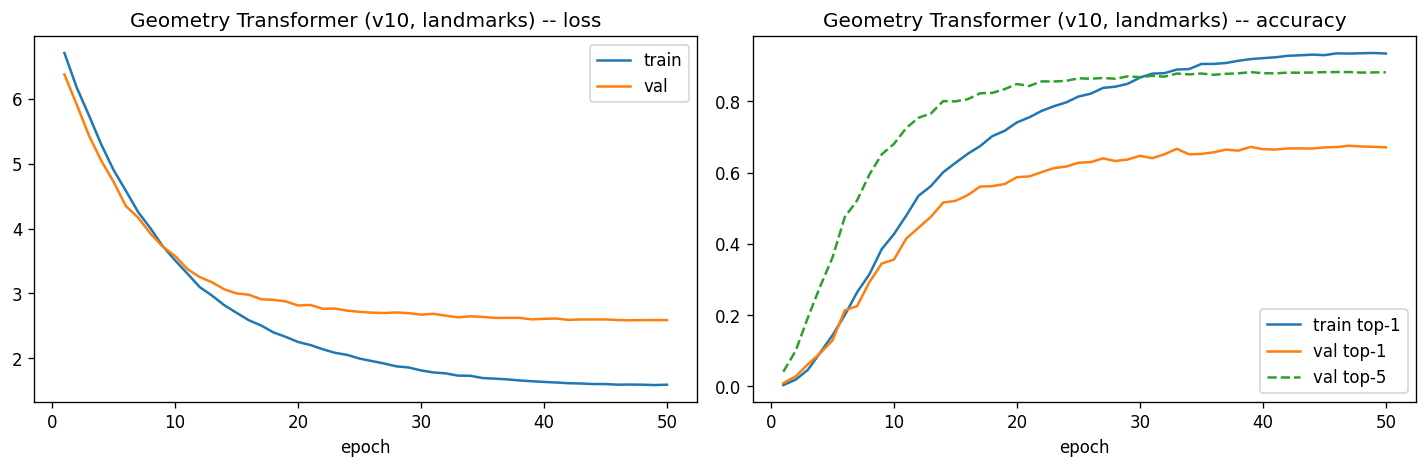 Geometry Transformer (v10, landmarks) -- loss
6
5
4
3
2
0 10 20 30 40 50
epoch
train
val
Geometry Transformer (v10, landmarks) -- accuracy
0.8
0.6
0.4
0.2
0.0
0 10 20 30 40 50
epoch
train top-1
val top-1
val top-5